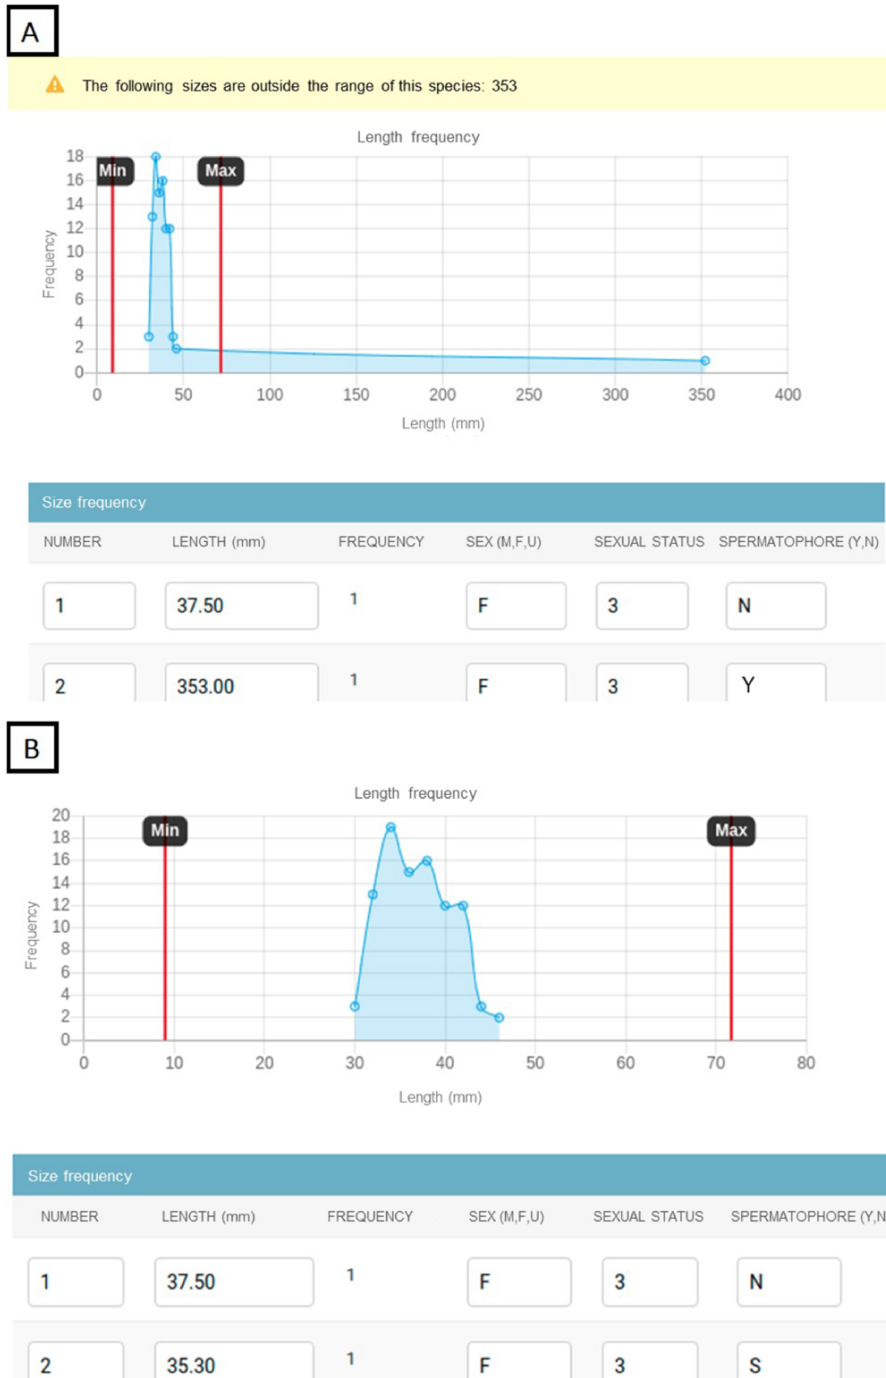 A
The following sizes are outside the range of this species: 353
Length frequency
18
16
14
12
10
8
6
4
2
0
Frequency
Min
Max
0 50 100 150 200 250 300 350 400
Length (mm)
Size frequency
NUMBER LENGTH (mm) FREQUENCY SEX (M,F,U) SEXUAL STATUS SPERMATOPHORE (Y,N)
1 37.50 1 F 3 N
2 353.00 1 F 3 Y
B
Length frequency
20
18
16
14
12
10
8
6
4
2
0
Frequency
Min
Max
0 10 20 30 40 50 60 70 80
Length (mm)
Size frequency
NUMBER LENGTH (mm) FREQUENCY SEX (M,F,U) SEXUAL STATUS SPERMATOPHORE (Y,N
1 37.50 1 F 3 N
2 35.30 1 F 3 S